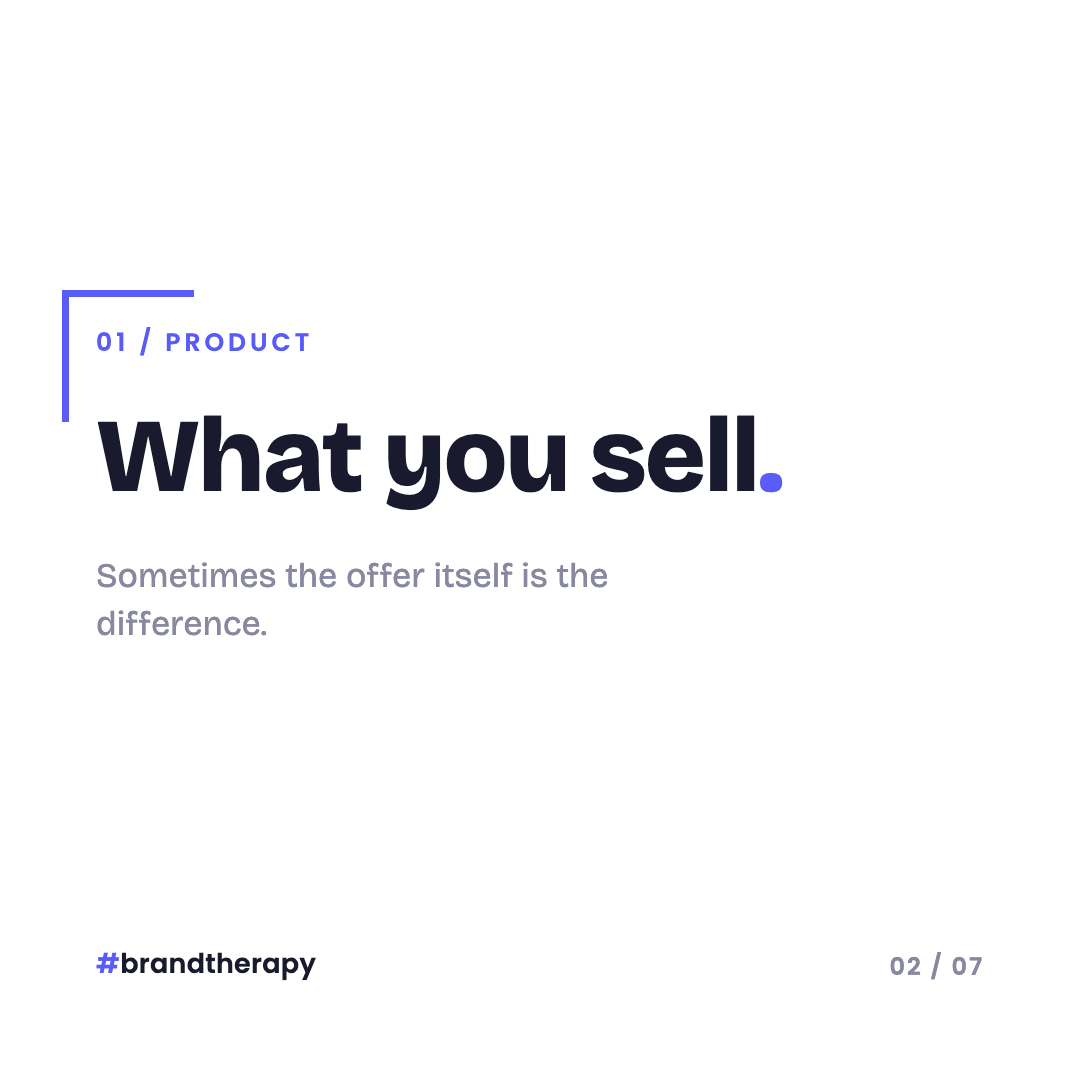 01 / PRODUCT
What you sell.
Sometimes the offer itself is the
difference.
#brandtherapy
02 / 07